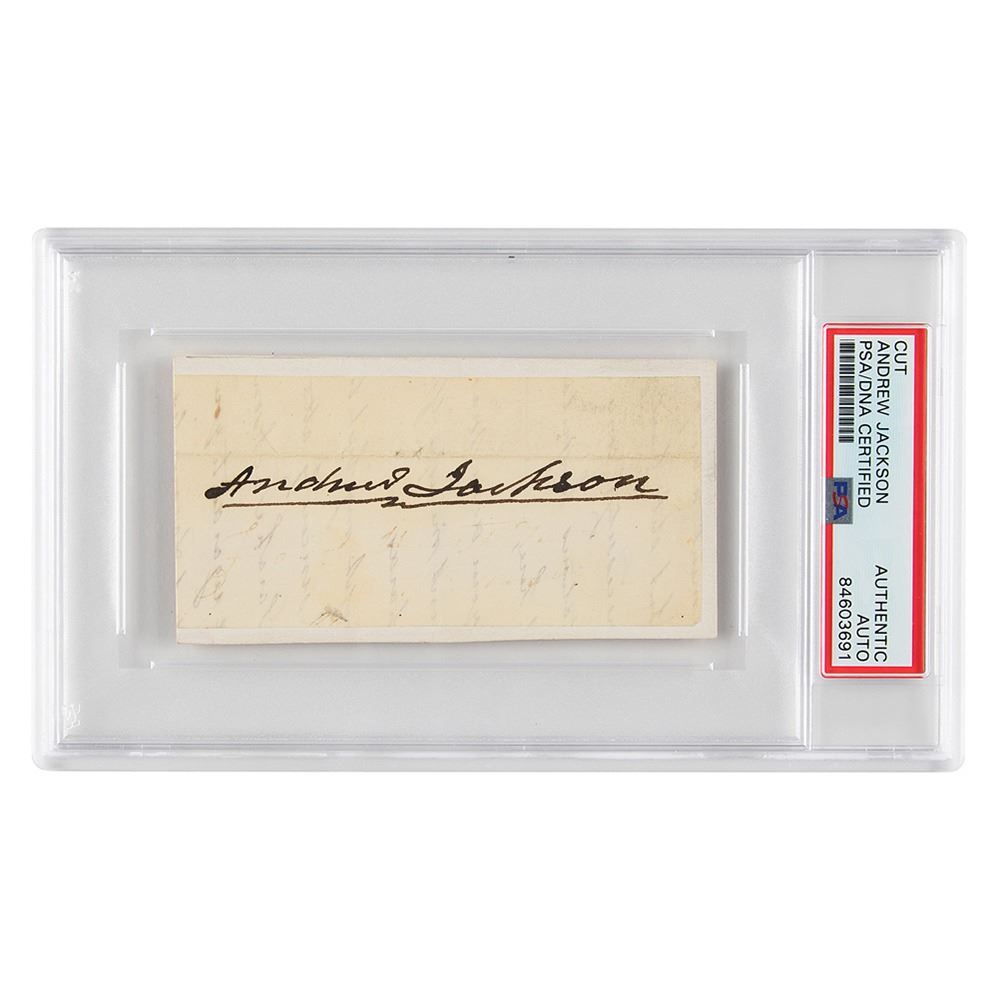 Andrew Jackson
CUT
ANDREW JACKSON
PSA/DNA CERTIFIED
PSA
AUTHENTIC
AUTO
84603691